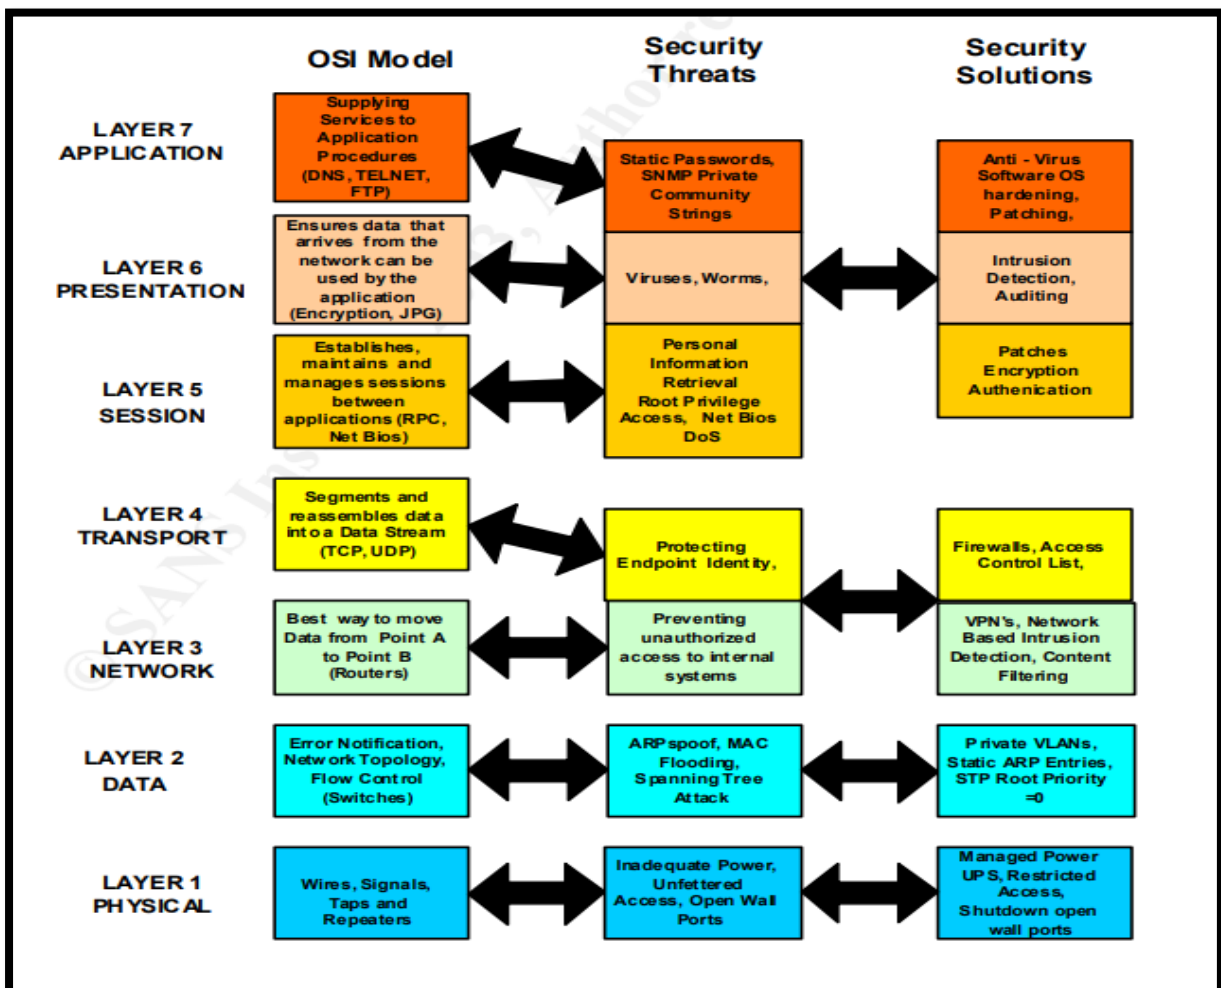 OSI Model
Security
Threats
Security
Solutions
LAYER 7
APPLICATION
Supplying
Services to
Application
Procedures
(DNS, TELNET,
FTP)
Static Passwords,
SNMP Private
Community
Strings
Anti - Virus
Software OS
hardening,
Patching,
LAYER 6
PRESENTATION
Ensures data that
arrives from the
network can be
used by the
application
(Encryption, JPG)
Viruses, Worms,
Intrusion
Detection,
Auditing
LAYER 5
SESSION
Establishes,
maintains and
manages sessions
between
applications (RPC,
Net Bios)
Personal
Information
Retrieval
Root Privilege
Access, Net Bios
DoS
Patches
Encryption
Authenication
LAYER 4
TRANSPORT
Segments and
reassembles data
into a Data Stream
(TCP, UDP)
Protecting
Endpoint Identity,
Firewalls, Access
Control List,
LAYER 3
NETWORK
Best way to move
Data from Point A
to Point B
(Routers)
Preventing
unauthorized
access to internal
systems
VPN's, Network
Based Intrusion
Detection, Content
Filtering
LAYER 2
DATA
Error Notification,
Network Topology,
Flow Control
(Switches)
ARPspoof, MAC
Flooding,
Spanning Tree
Attack
Private VLANs,
Static ARP Entries,
STP Root Priority
=0
LAYER 1
PHYSICAL
Wires, Signals,
Taps and
Repeaters
Inadequate Power,
Unfettered
Access, Open Wall
Ports
Managed Power
UPS, Restricted
Access,
Shutdown open
wall ports
© SANS Ins 3, Author re